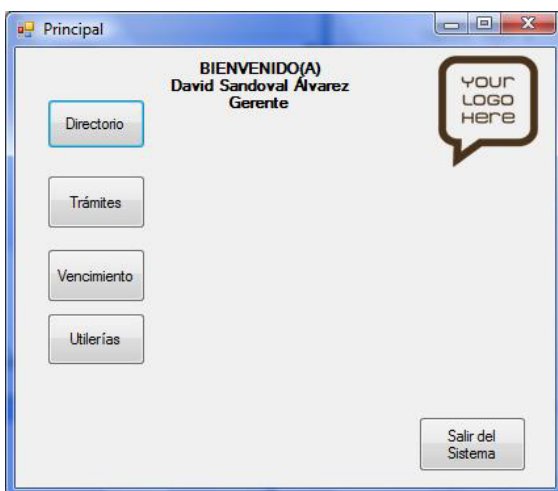 Principal
BIENVENIDO(A)
David Sandoval Álvarez
Gerente
YOUR
LOGO
HERE
Directorio
Trámites
Vencimiento
Utilerías
Salir del
Sistema